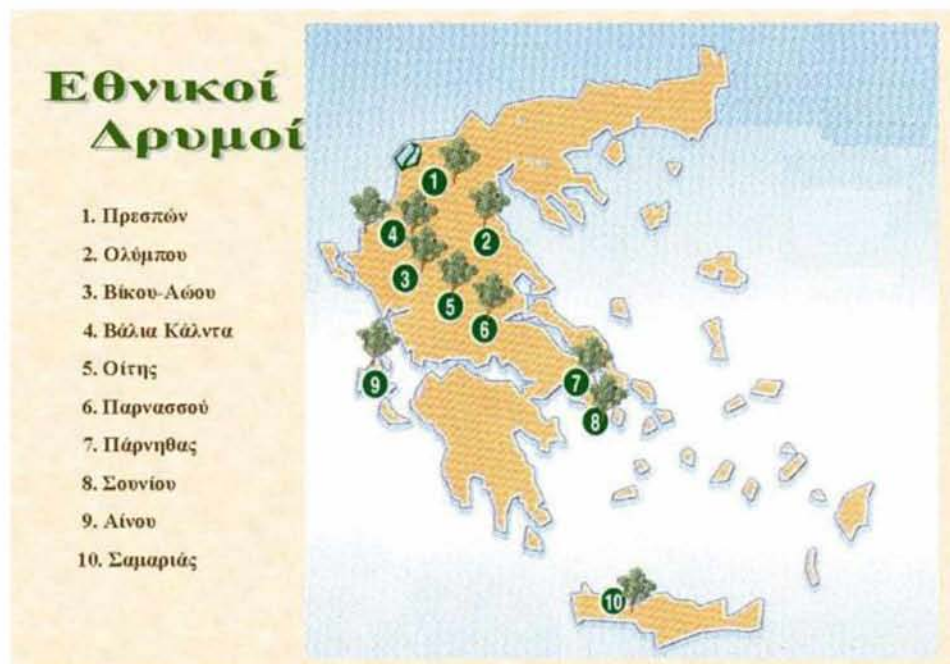 Εθνικοί
Δρυμοί
1. Πρεσπών
2. Ολύμπου
3. Βίκου-Αώου
4. Βάλια Κάλντα
5. Οίτης
6. Παρνασσού
7. Πάρνηθας
8. Σουνίου
9. Αίνου
10. Σαμαριάς
1
4
2
3
5
6
7
9
8
10